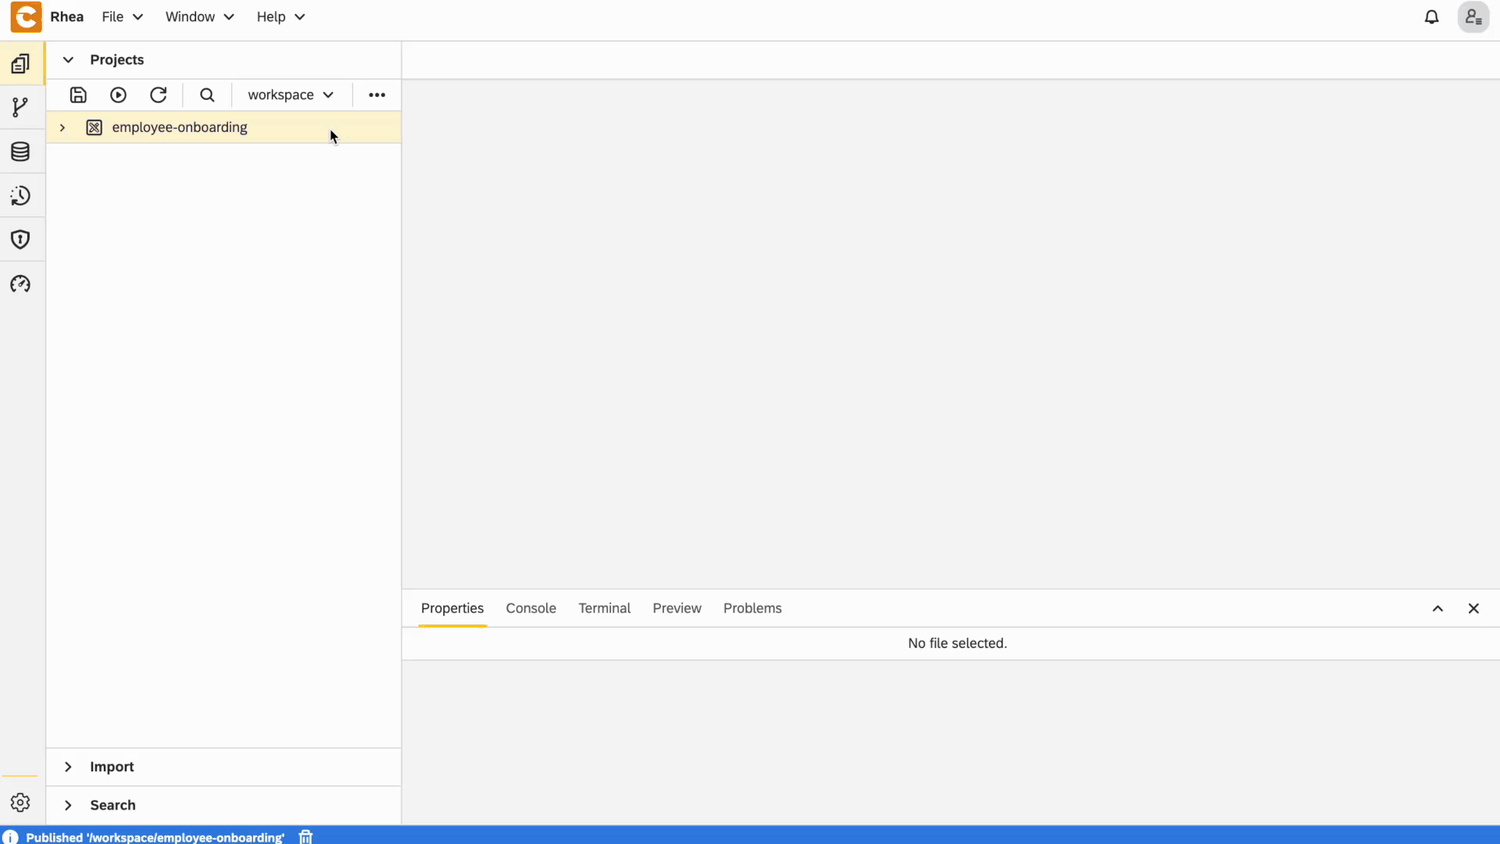 Rhea File Window Help
Projects
workspace
employee-onboarding
Properties Console Terminal Preview Problems
No file selected.
Import
Search
Published '/workspace/employee-onboarding'